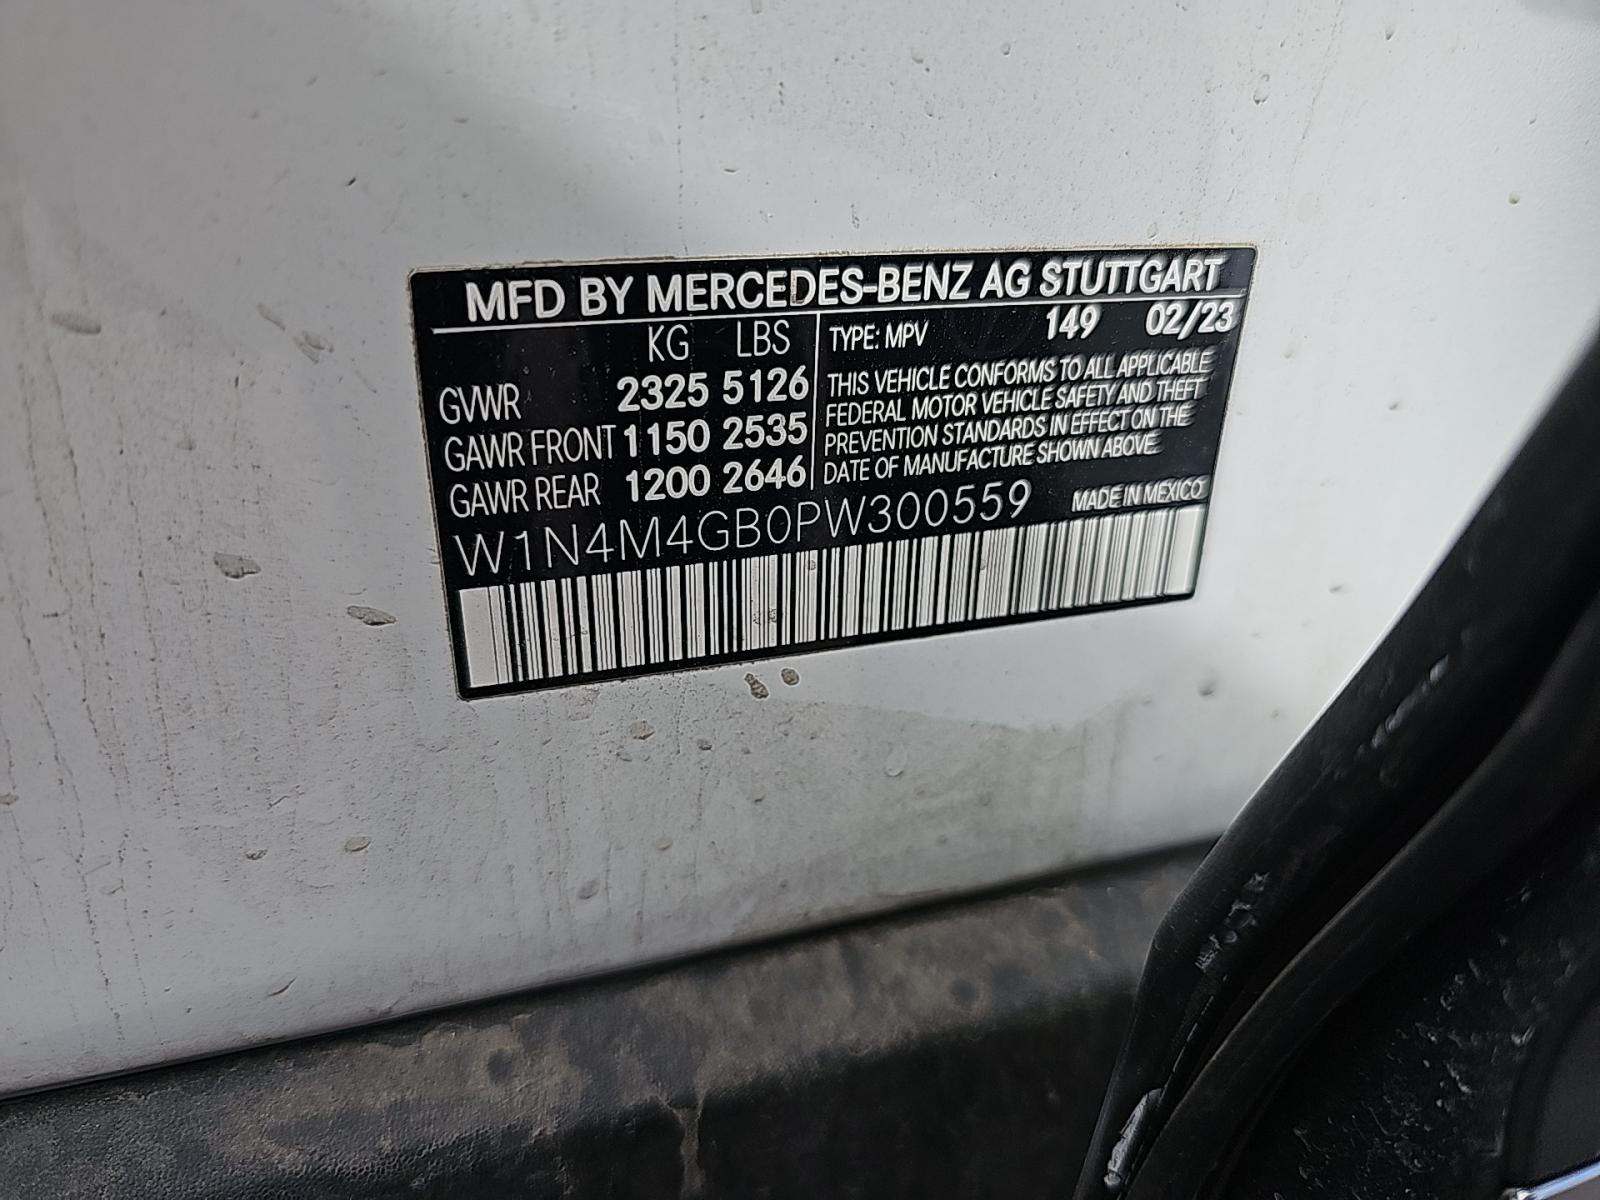 MFD BY MERCEDES-BENZ AG STUTTGART
KG LBS
GVWR 2325 5126
GAWR FRONT 1150 2535
GAWR REAR 1200 2646
TYPE: MPV 149 02/23
THIS VEHICLE CONFORMS TO ALL APPLICABLE
FEDERAL MOTOR VEHICLE SAFETY AND THEFT
PREVENTION STANDARDS IN EFFECT ON THE
DATE OF MANUFACTURE SHOWN ABOVE.
W1N4M4GB0PW300559 MADE IN MEXICO